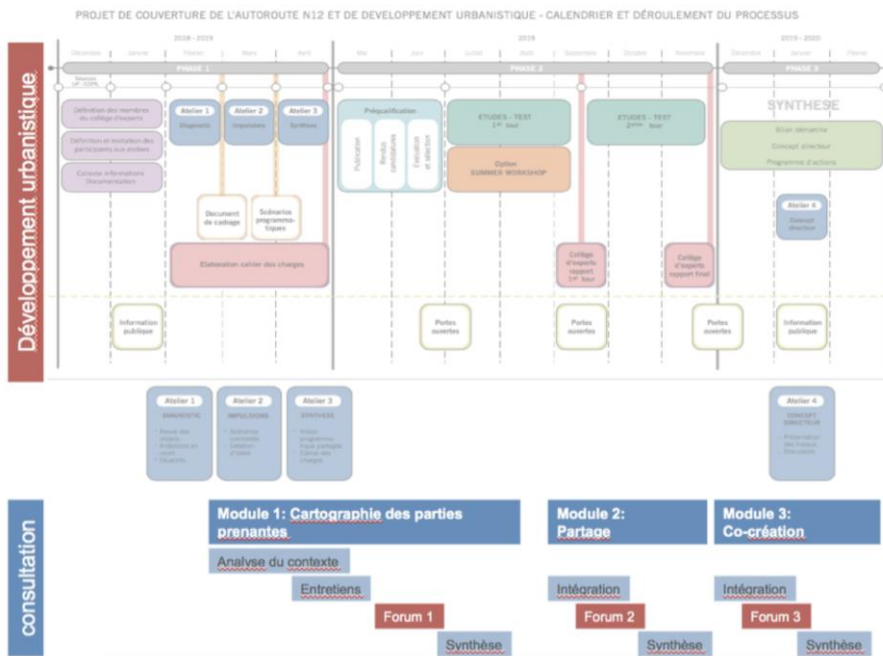 PROJET DE COUVERTURE DE L'AUTOROUTE N12 ET DE DEVELOPPEMENT URBANISTIQUE - CALENDRIER ET DÉROULEMENT DU PROCESSUS
2018 - 2019
2019
2019 - 2020
Décembre
Janvier
Février
Mars
Avril
Mai
Juin
Juillet
Août
Septembre
Octobre
Novembre
Décembre
Janvier
Février
PHASE 1
PHASE 2
PHASE 3
Développement urbanistique
Définition des membres
du collège d'experts
Définition et invitation des
participants aux ateliers
informations
Documentation
Atelier 1
Diagnostic
Atelier 2
Impulsions
Atelier 3
Synthèse
Document
de cadrage
Scénarios
programma-
tiques
Elaboration cahier des charges
Préqualification
Publication
Rendus
candidatures
Evaluation
et sélection
ETUDES - TEST
1er tour
Option
SUMMER WORKSHOP
ETUDES - TEST
2ème tour
Collège
d'experts
rapport
1er tour
Collège
d'experts
rapport final
SYNTHESE
Bilan démarche
Concept directeur
Programme d'actions
Atelier 4
Concept
directeur
Information
publique
Portes
ouvertes
Portes
ouvertes
Portes
ouvertes
Information
publique
Atelier 1
DIAGNOSTIC
Atelier 2
IMPULSIONS
Atelier 3
SYNTHESE
Atelier 4
CONCEPT
DIRECTEUR
consultation
Module 1: Cartographie des parties
prenantes
Module 2:
Partage
Module 3:
Co-création
Analyse du contexte
Entretiens
Forum 1
Synthèse
Intégration
Forum 2
Synthèse
Intégration
Forum 3
Synthèse